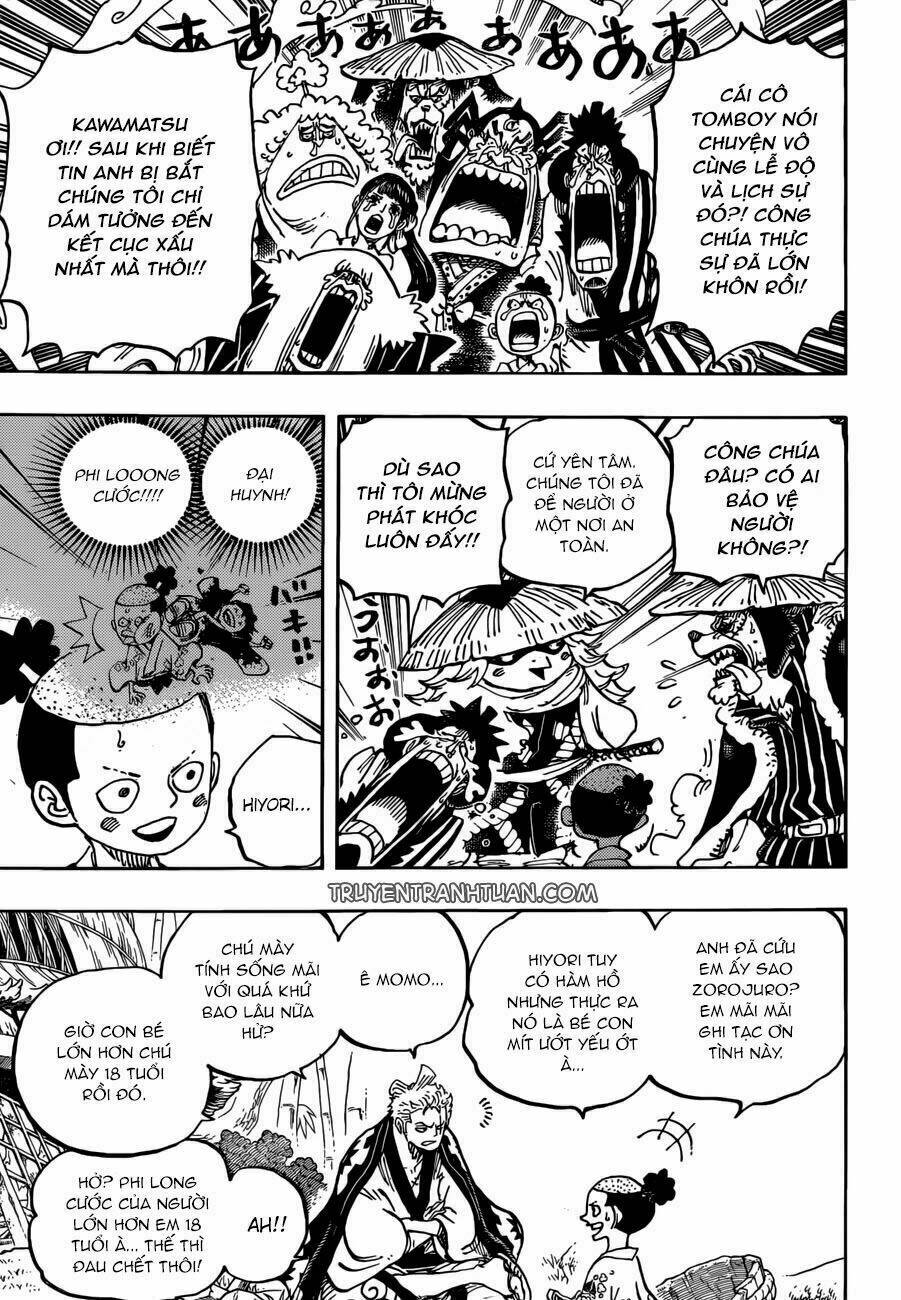 あああああああああ
CÁI CÔ
TOMBOY NÓI
CHUYỆN VÔ
CÙNG LỄ ĐỘ
VÀ LỊCH SỰ
ĐÓ?! CÔNG
CHÚA THỰC
SỰ ĐÃ LỚN
KHÔN RỒI!
KAWAMATSU
ƠI!! SAU KHI BIẾT
TIN ANH BỊ BẮT
CHÚNG TÔI CHỈ
DÁM TƯỞNG ĐẾN
KẾT CỤC XẤU
NHẤT MÀ THÔI!!
CÔNG CHÚA
ĐÂU? CÓ AI
BẢO VỆ
NGƯỜI
KHÔNG?!
CỨ YÊN TÂM.
CHÚNG TÔI ĐÃ
ĐỂ NGƯỜI Ở
MỘT NƠI AN
TOÀN.
DÙ SAO
THÌ TÔI MỪNG
PHÁT KHÓC
LUÔN ĐẤY!!
うおおおお
ĐẠI
HUYNH!
PHI LOOONG
CƯỚC!!!!
バキ!!
HIYORI...
TRUYENTRANHTUAN.COM
ANH ĐÃ CỨU
EM ẤY SAO
ZOROJURO?
EM MÃI MÃI
GHI TẠC ƠN
TÌNH NÀY.
HIYORI TUY
CÓ HÀM HỒ
NHƯNG THỰC RA
NÓ LÀ BÉ CON
MÍT ƯỚT YẾU ỚT
À...
Ê MOMO...
CHÚ MÀY
TÍNH SỐNG MÃI
VỚI QUÁ KHỨ
BAO LÂU NỮA
HỬ?
GIỜ CON BÉ
LỚN HƠN CHÚ
MÀY 18 TUỔI
RỒI ĐÓ.
AH!!
HỞ? PHI LONG
CƯỚC CỦA NGƯỜI
LỚN HƠN EM 18
TUỔI À... THẾ THÌ
ĐAU CHẾT THÔI!